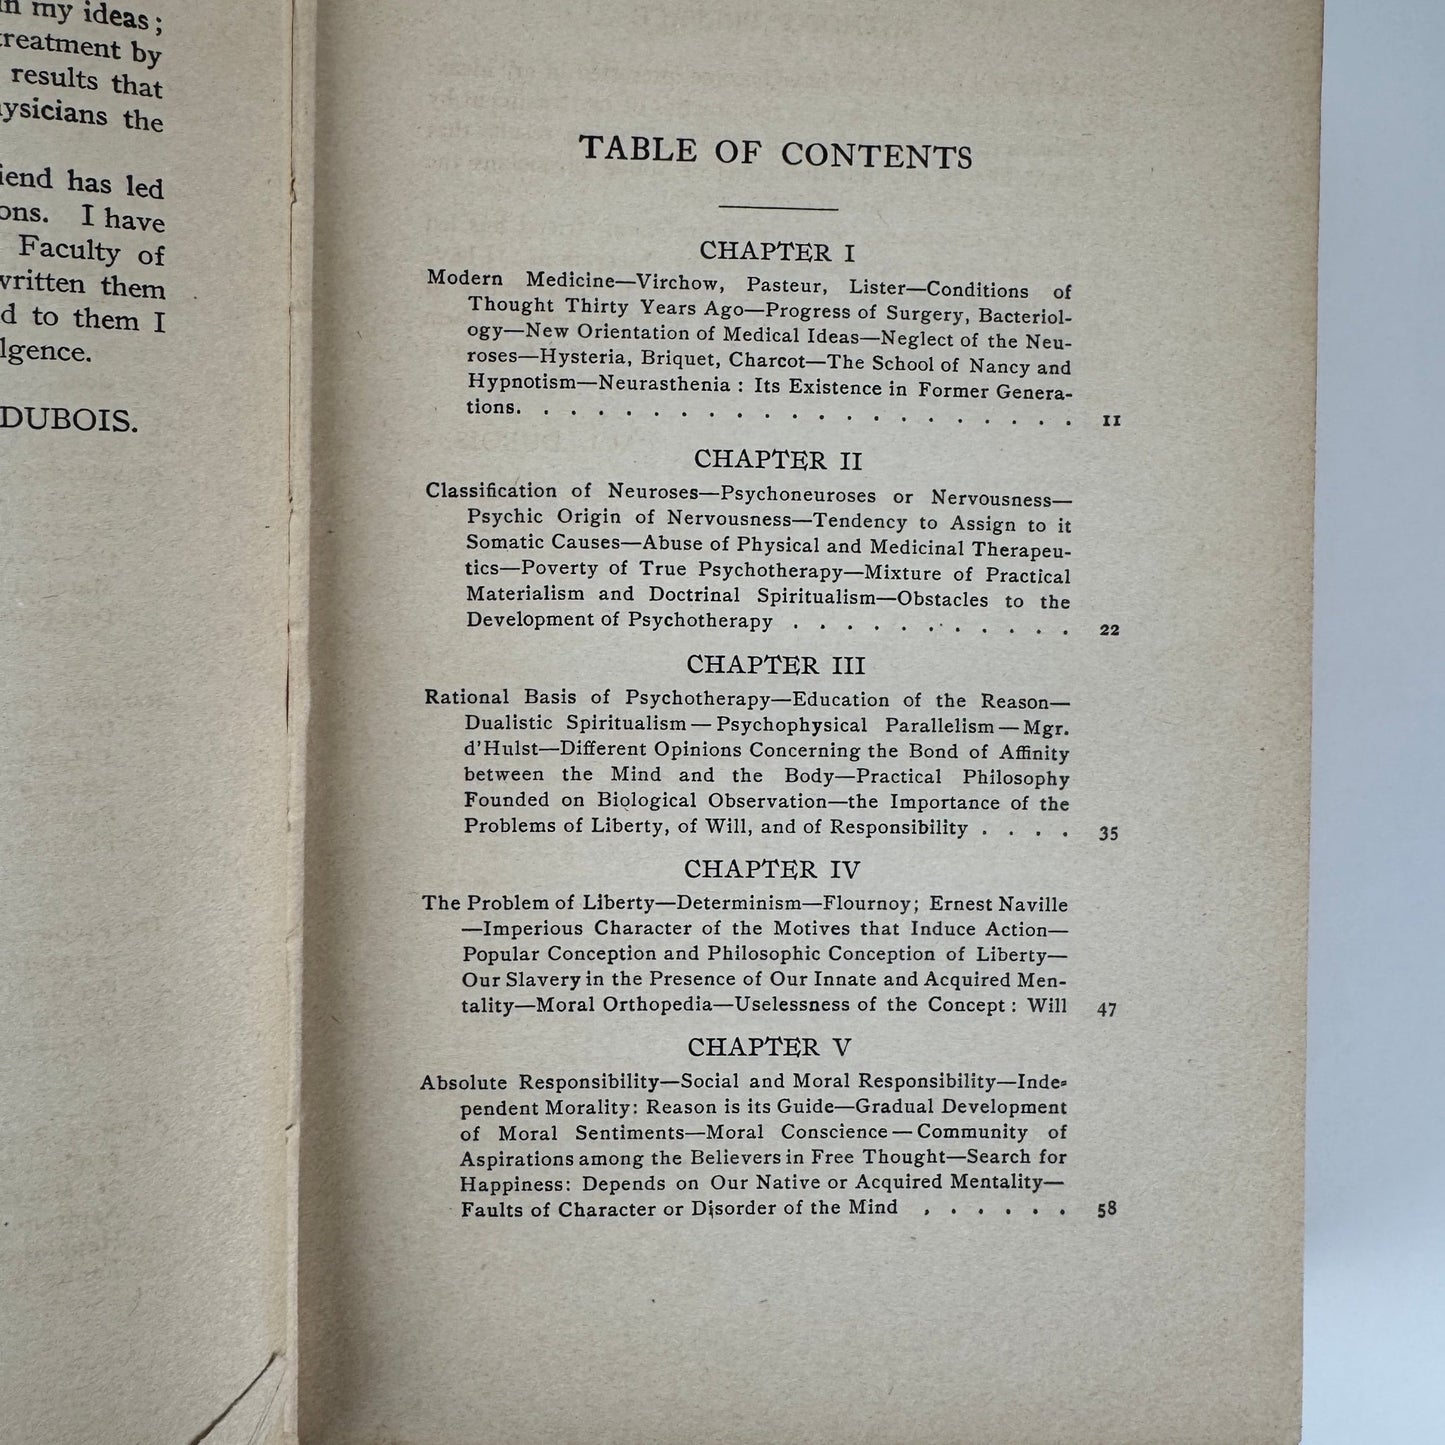 in my ideas;
treatment by
results that
physicians the
friend has led
I have
Faculty of
written them
to them I
DUBOIS.
TABLE OF CONTENTS
CHAPTER I
Modern Medicine—Virchow, Pasteur, Lister—Conditions of
Thought Thirty Years Ago—Progress of Surgery, Bacteriol-
ogy—New Orientation of Medical Ideas—Neglect of the Neu-
roses—Hysteria, Briquet, Charcot—The School of Nancy and
Hypnotism—Neurasthenia : Its Existence in Former Genera-
tions. . . . . . . . . . . . . . . . . . . . . . 11
CHAPTER II
Classification of Neuroses—Psychoneuroses or Nervousness—
Psychic Origin of Nervousness—Tendency to Assign to it
Somatic Causes—Abuse of Physical and Medicinal Therapeu-
tics—Poverty of True Psychotherapy—Mixture of Practical
Materialism and Doctrinal Spiritualism—Obstacles to the
Development of Psychotherapy . . . . . . . . . . . 22
CHAPTER III
Rational Basis of Psychotherapy—Education of the Reason—
Dualistic Spiritualism—Psychophysical Parallelism—Mgr.
d'Hulst—Different Opinions Concerning the Bond of Affinity
between the Mind and the Body—Practical Philosophy
Founded on Biological Observation—the Importance of the
Problems of Liberty, of Will, and of Responsibility . . . . 35
CHAPTER IV
The Problem of Liberty—Determinism—Flournoy; Ernest Naville
—Imperious Character of the Motives that Induce Action—
Popular Conception and Philosophic Conception of Liberty—
Our Slavery in the Presence of Our Innate and Acquired Men-
tality—Moral Orthopedia—Uselessness of the Concept : Will 47
CHAPTER V
Absolute Responsibility—Social and Moral Responsibility—Inde-
pendent Morality: Reason is its Guide—Gradual Development
of Moral Sentiments—Moral Conscience—Community of
Aspirations among the Believers in Free Thought—Search for
Happiness: Depends on Our Native or Acquired Mentality—
Faults of Character or Disorder of the Mind . . . . . . 58